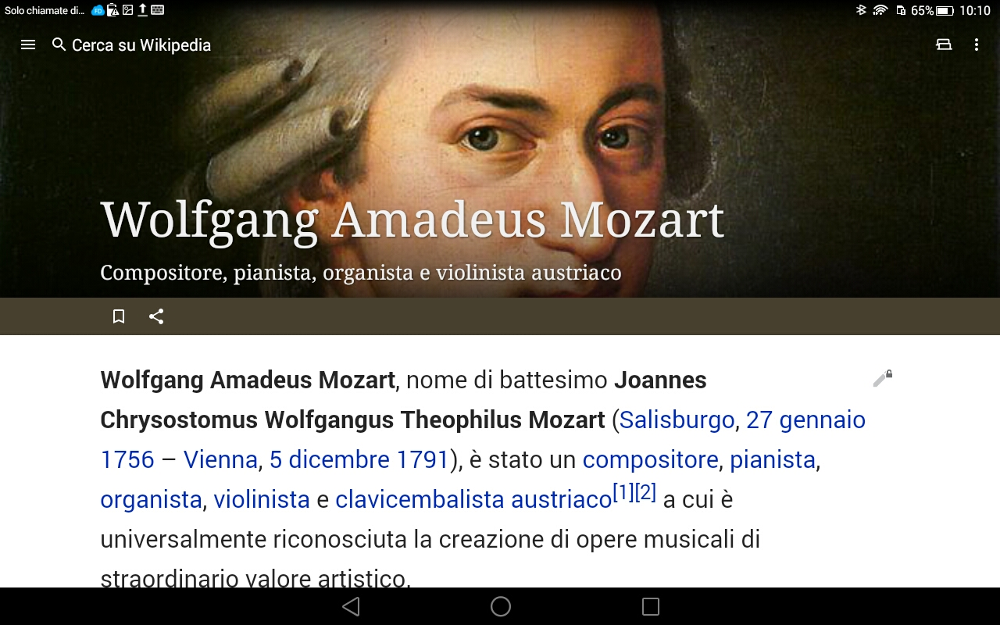 Solo chiamate di...
65%
10:10
Cerca su Wikipedia
Wolfgang Amadeus Mozart
Compositore, pianista, organista e violinista austriaco
Wolfgang Amadeus Mozart, nome di battesimo Joannes
Chrysostomus Wolfgangus Theophilus Mozart (Salisburgo, 27 gennaio
1756 – Vienna, 5 dicembre 1791), è stato un compositore, pianista,
organista, violinista e clavicembalista austriaco[1][2] a cui è
universalmente riconosciuta la creazione di opere musicali di
straordinario valore artistico.